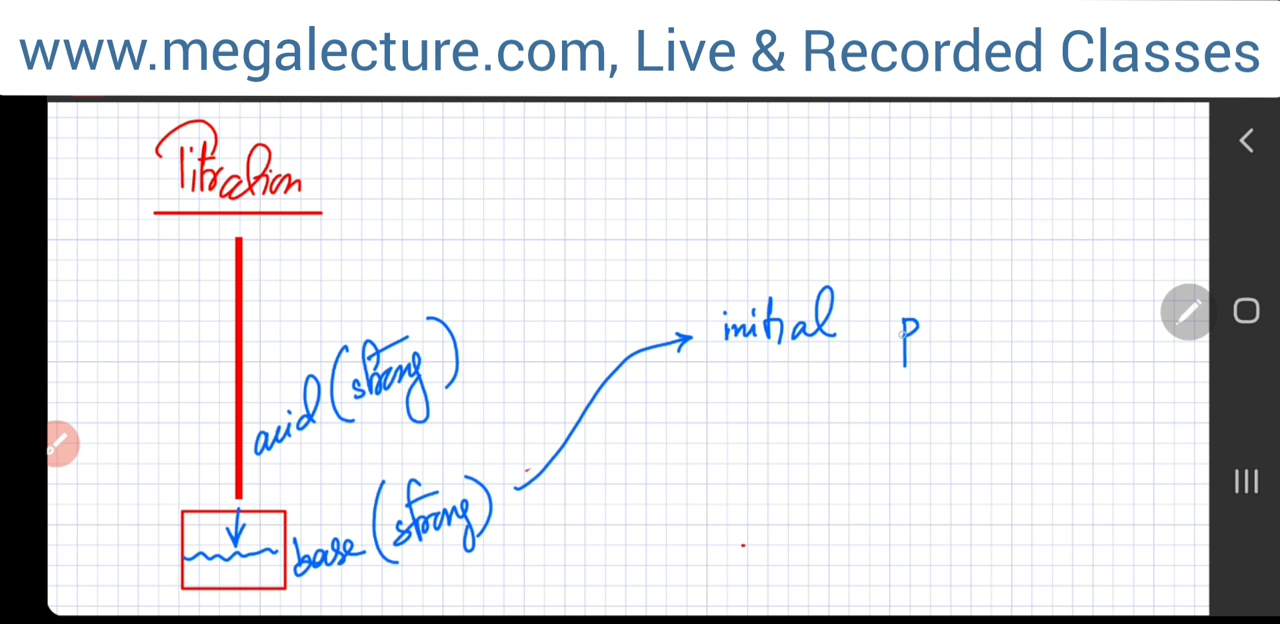 www.megalecture.com, Live & Recorded Classes
Titration
initial p
acid (strong)
base (strong)